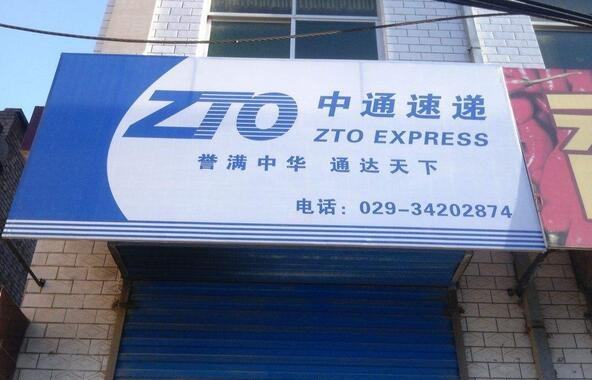 ZTO 中通速递
ZTO EXPRESS
誉满中华 通达天下
电话：029-34202874